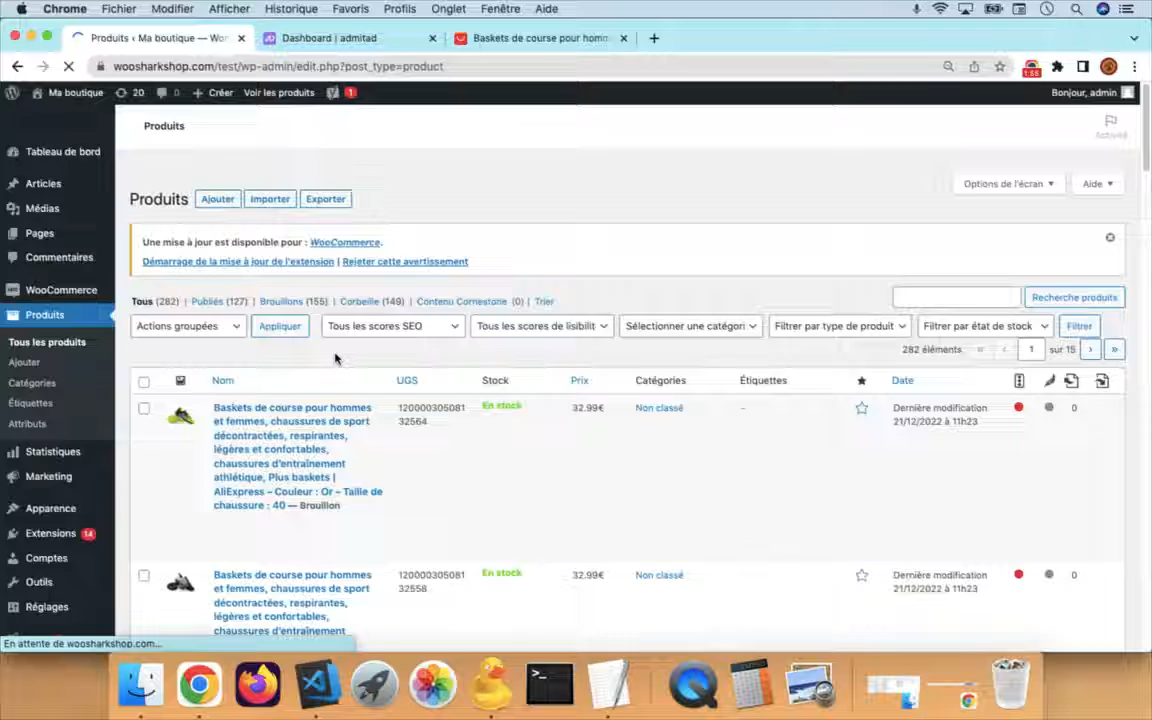 Chrome Fichier Modifier Afficher Historique Favoris Profils Onglet Fenêtre Aide
Produits ‹ Ma boutique — Wor
Dashboard | admitad
Baskets de course pour homm
woosharkshop.com/test/wp-admin/edit.php?post_type=product
Ma boutique 20 0 Créer Voir les produits 1 Bonjour, admin
Tableau de bord
Articles
Médias
Pages
Commentaires
WooCommerce
Produits
Tous les produits
Ajouter
Catégories
Étiquettes
Attributs
Statistiques
Marketing
Apparence
Extensions 14
Comptes
Outils
Réglages
En attente de woosharkshop.com...
Produits
Activité
Options de l'écran Aide
Produits Ajouter Importer Exporter
Une mise à jour est disponible pour : WooCommerce.
Démarrage de la mise à jour de l'extension | Rejeter cette avertissement
Tous (282) | Publiés (127) | Brouillons (155) | Corbeille (149) | Contenu Cornestone (0) | Trier
Recherche produits
Actions groupées Appliquer Tous les scores SEO Tous les scores de lisibilit Sélectionner une catégori Filtrer par type de produit Filtrer par état de stock Filtrer
282 éléments « ‹ 1 sur 15 › »
Nom UGS Stock Prix Catégories Étiquettes Date
Baskets de course pour hommes
et femmes, chaussures de sport
décontractées, respirantes,
légères et confortables,
chaussures d'entraînement
athlétique, Plus baskets |
AliExpress – Couleur : Or – Taille de
chaussure : 40 — Brouillon
120000305081
32564
En stock
32.99€
Non classé
–
Dernière modification
21/12/2022 à 11h23
0
Baskets de course pour hommes
et femmes, chaussures de sport
décontractées, respirantes,
légères et confortables,
chaussures d'entraînement
120000305081
32558
En stock
32.99€
Non classé
Dernière modification
21/12/2022 à 11h23
0